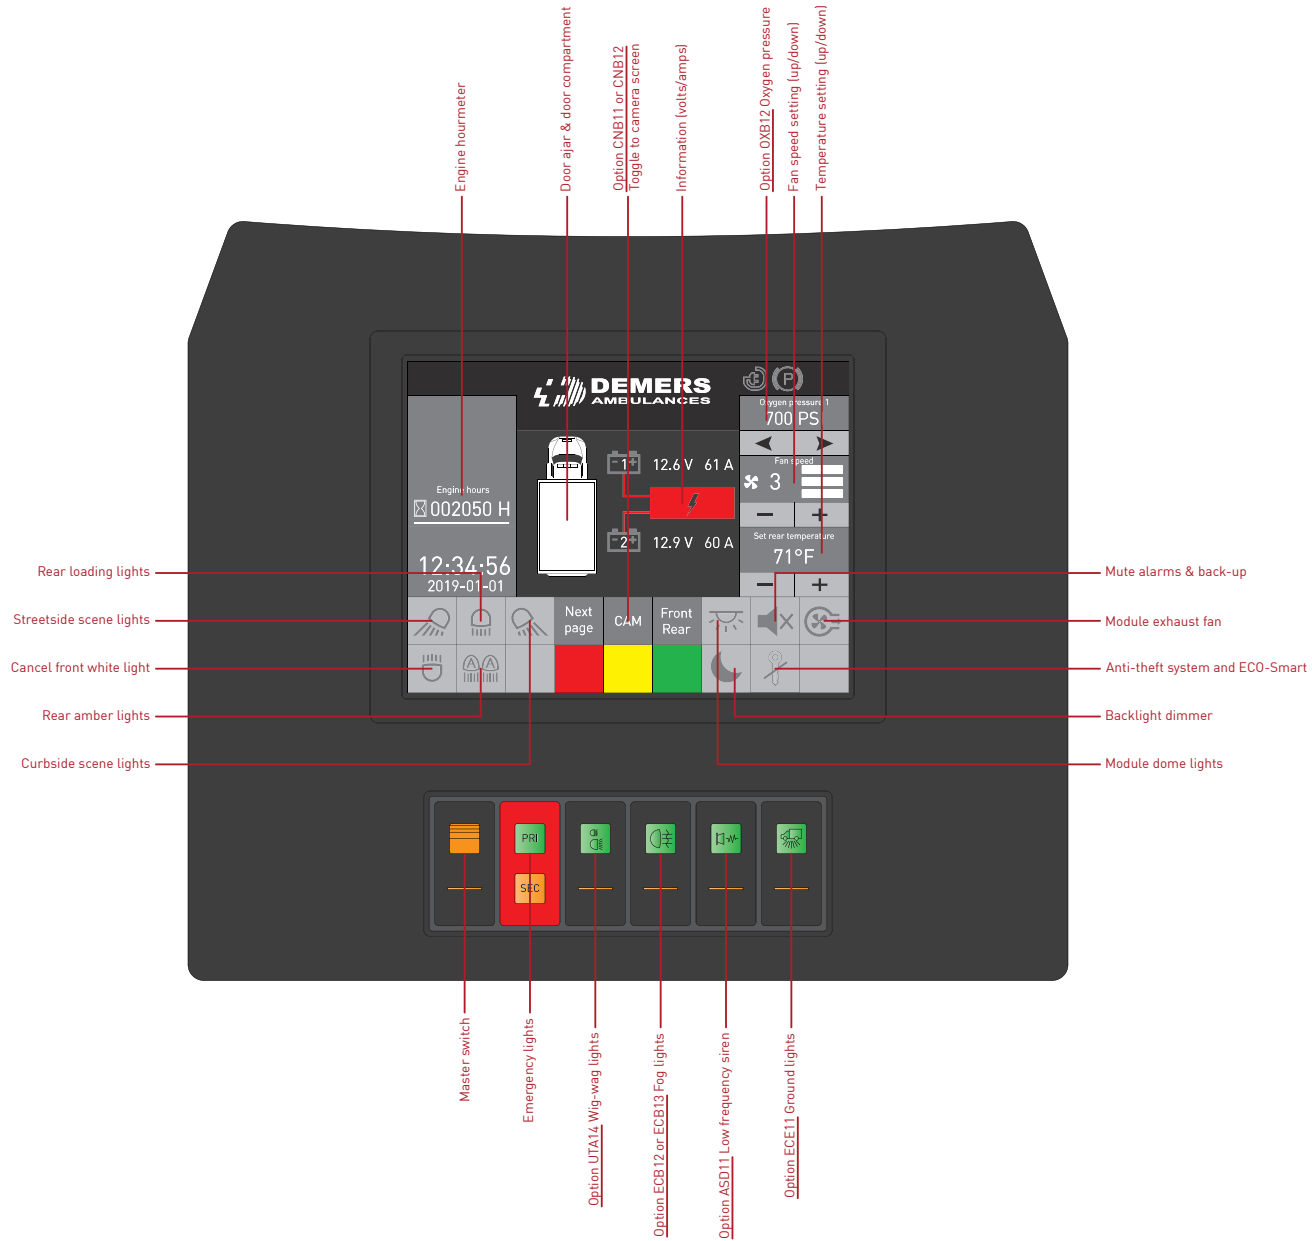 Engine hourmeter
Door ajar & door compartment
Option CNB11 or CNB12
Toggle to camera screen
Information (volts/amps)
Option OXB12 Oxygen pressure
Fan speed setting (up/down)
Temperature setting (up/down)
DEMERS
AMBULANCES
P
Oxygen pressure 1
700 PSI
Fan speed
3
Set rear temperature
71°F
Engine hours
002050 H
12:34:56
2019-01-01
1
12.6 V 61 A
2
12.9 V 60 A
Next
page
CAM
Front
Rear
A A
Rear loading lights
Streetside scene lights
Cancel front white light
Rear amber lights
Curbside scene lights
Mute alarms & back-up
Module exhaust fan
Anti-theft system and ECO-Smart
Backlight dimmer
Module dome lights
PRI
SEC
Master switch
Emergency lights
Option UTA14 Wig-wag lights
Option ECB12 or ECB13 Fog lights
Option ASD11 Low frequency siren
Option ECE11 Ground lights